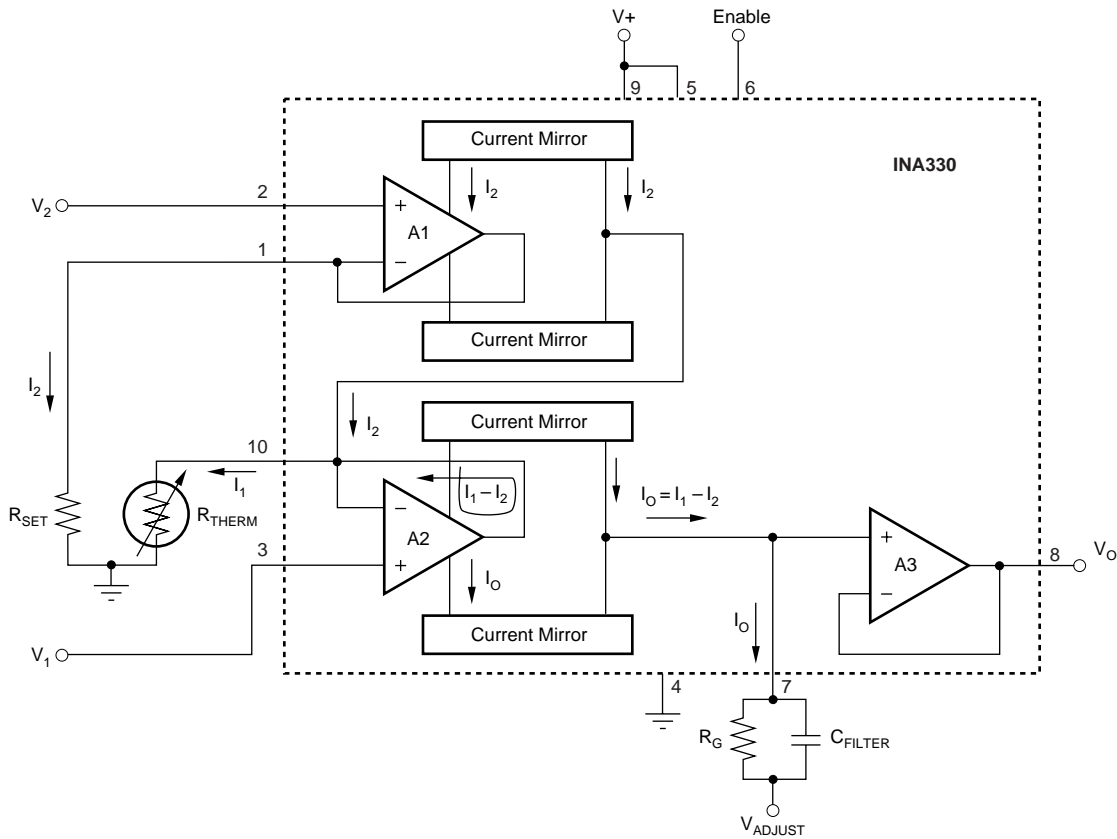 V+
Enable
9
5
6
Current Mirror
INA330
I2
I2
2
V2
+
A1
1
−
Current Mirror
I2
I2
Current Mirror
10
I1
I1 − I2
IO = I1 − I2
RSET
RTHERM
−
A2
3
+
IO
+
A3
−
8
VO
Current Mirror
IO
V1
4
7
RG
CFILTER
VADJUST